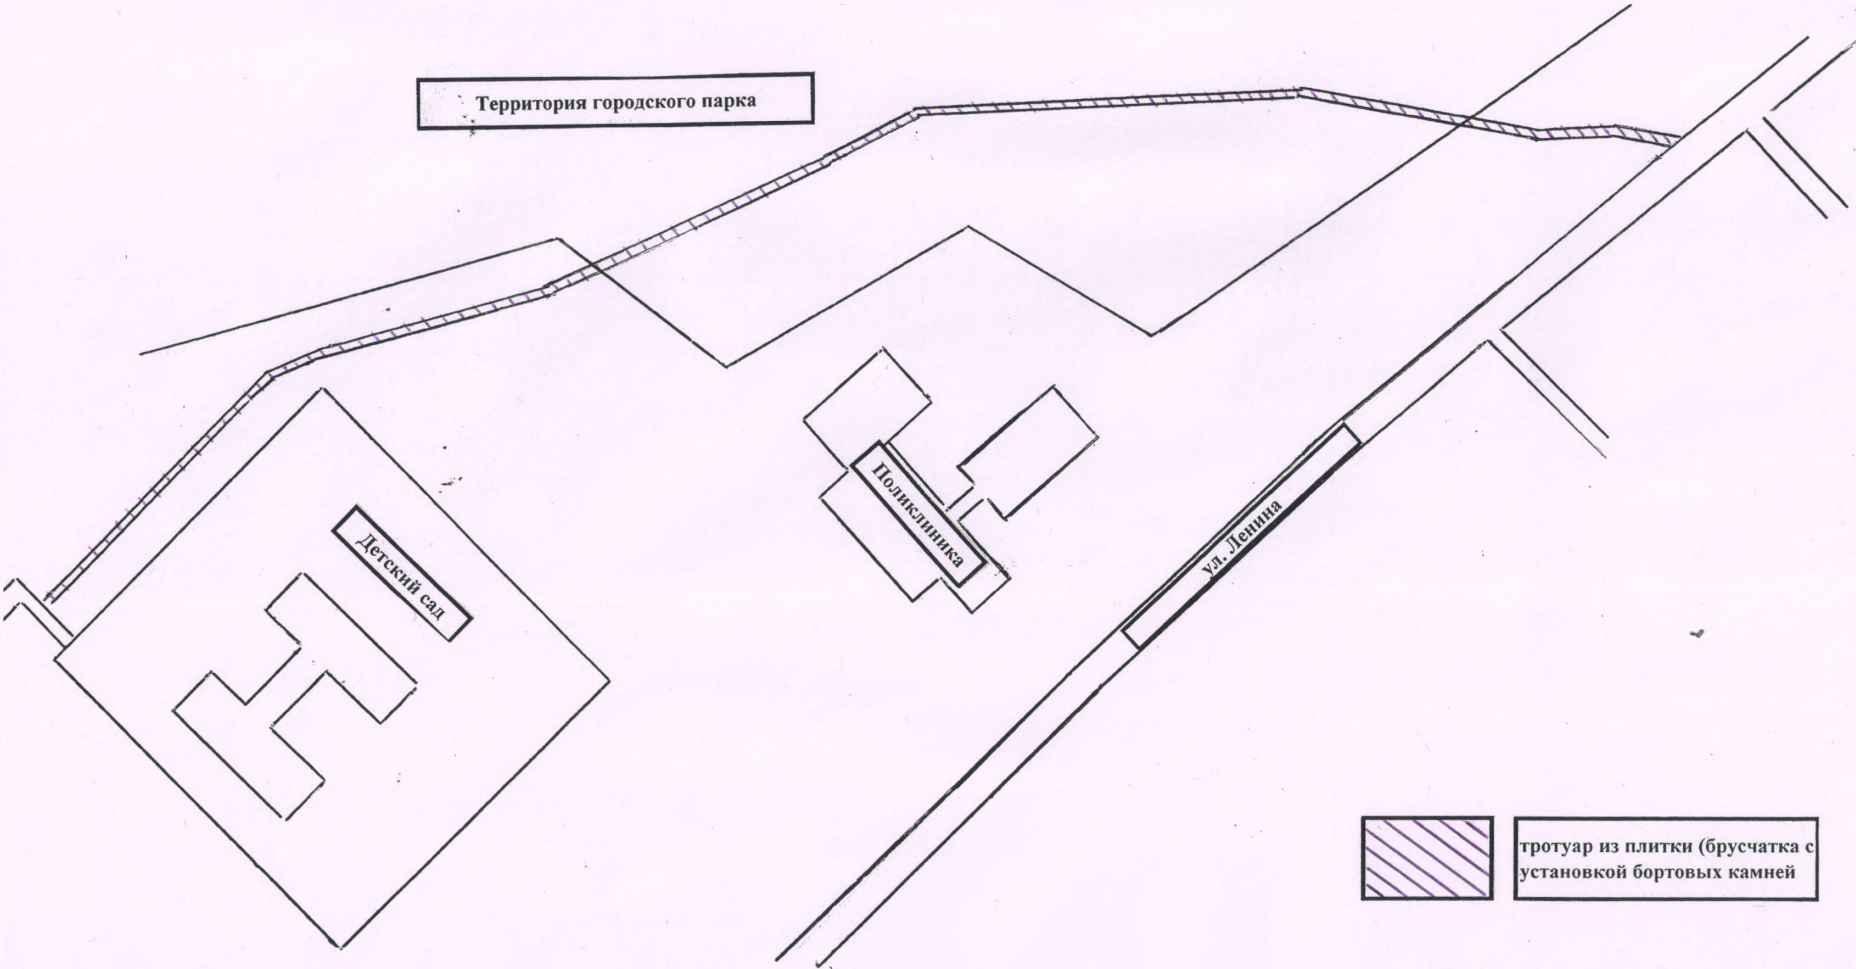 Территория городского парка
Поликлиника
ул. Ленина
Детский сад
тротуар из плитки (брусчатка с
установкой бортовых камней